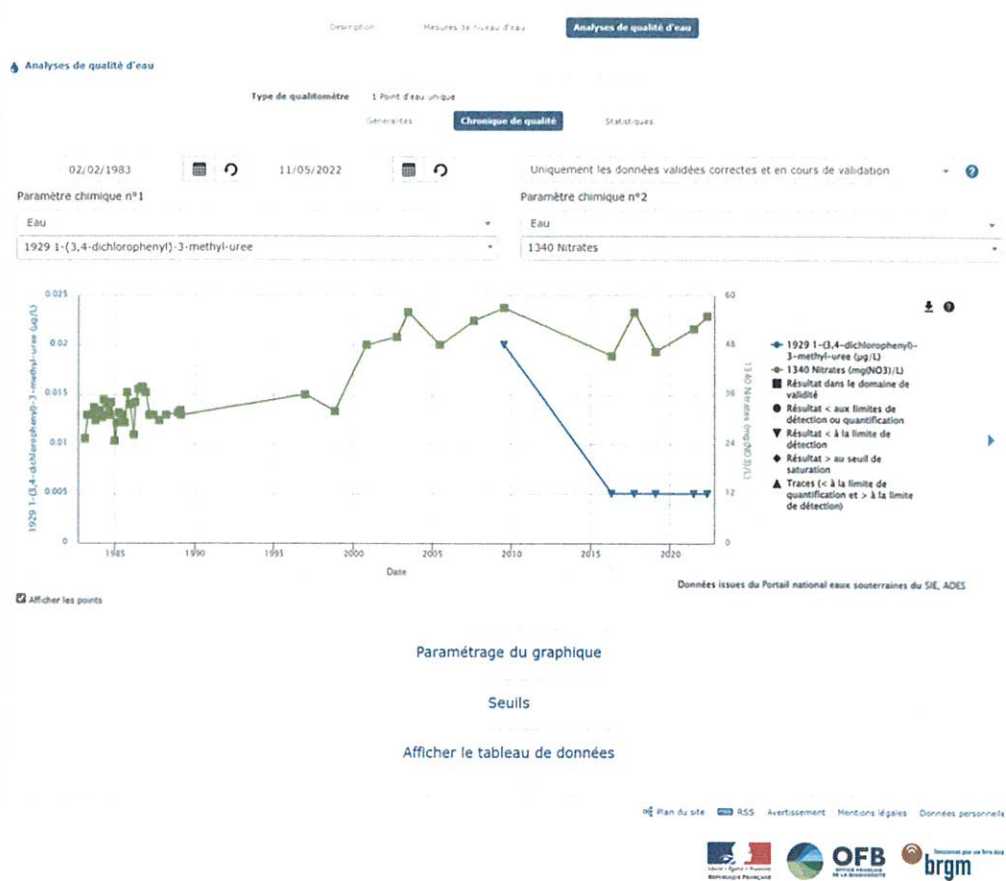 Description Mesures de niveau d'eau Analyses de qualité d'eau
Analyses de qualité d'eau
Type de qualitomètre 1 Point d'eau unique
Généralités Chronique de qualité Statistiques
02/02/1983 11/05/2022 Uniquement les données validées correctes et en cours de validation
Paramètre chimique n°1 Paramètre chimique n°2
Eau Eau
1929 1-(3,4-dichlorophenyl)-3-methyl-uree 1340 Nitrates
1929 1-(3,4-dichlorophenyl)-3-methyl-uree (µg/L)
0.025
0.02
0.015
0.01
0.005
0
60
48
36
24
12
0
1340 Nitrates (mg(NO3)/L)
1985 1990 1995 2000 2005 2010 2015 2020
Date
1929 1-(3,4-dichlorophenyl)-
3-methyl-uree (µg/L)
1340 Nitrates (mg(NO3)/L)
Résultat dans le domaine de
validité
Résultat < aux limites de
détection ou quantification
Résultat < à la limite de
détection
Résultat > au seuil de
saturation
Traces (< à la limite de
quantification et > à la limite
de détection)
Données issues du Portail national eaux souterraines du SIE, ADES
Afficher les points
Paramétrage du graphique
Seuils
Afficher le tableau de données
Plan du site RSS Avertissement Mentions légales Données personnelle
RÉPUBLIQUE FRANÇAISE
OFB
OFFICE FRANÇAIS
DE LA BIODIVERSITÉ
brgm